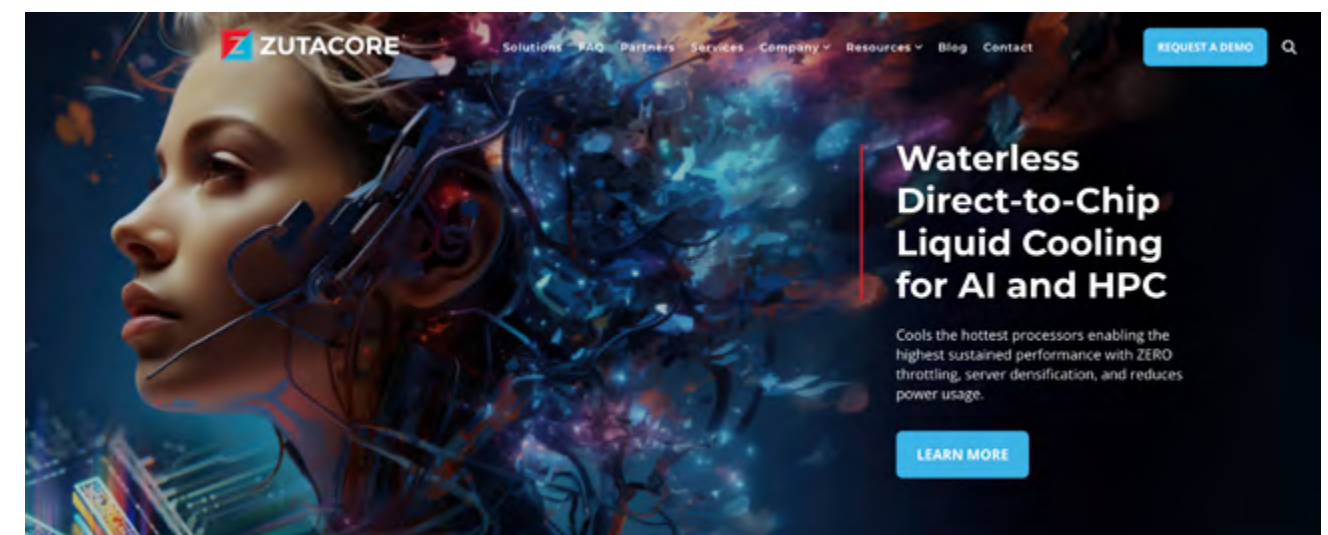 ZUTACORE
Solutions FAQ Partners Services Company Resources Blog Contact
REQUEST A DEMO
Waterless
Direct-to-Chip
Liquid Cooling
for AI and HPC
Cools the hottest processors enabling the
highest sustained performance with ZERO
throttling, server densification, and reduces
power usage.
LEARN MORE